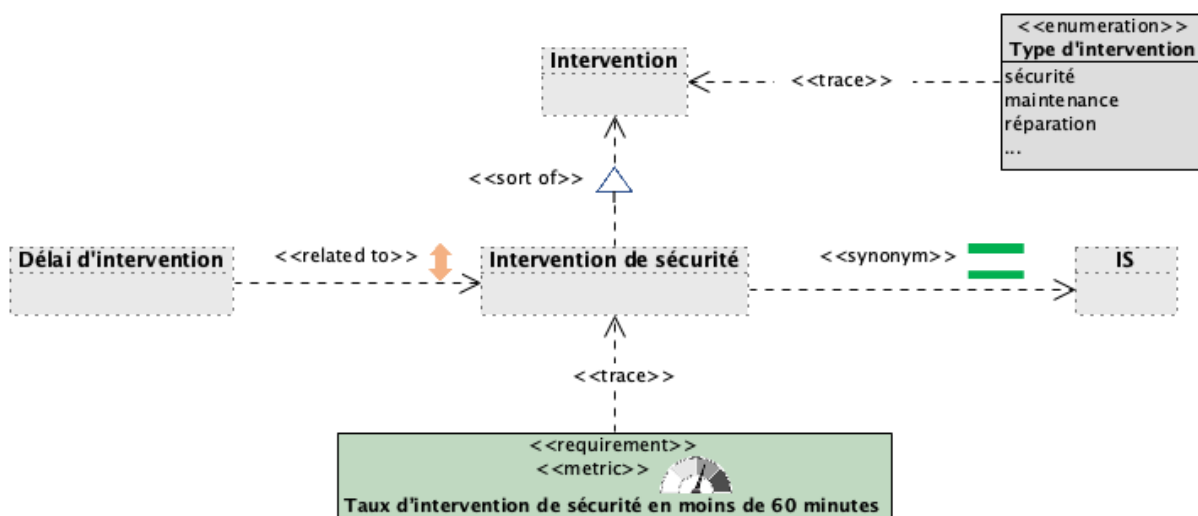 <<enumeration>>
Type d'intervention
sécurité
maintenance
réparation
...
Intervention
<<trace>>
<<sort of>>
Délai d'intervention
<<related to>>
Intervention de sécurité
<<synonym>>
IS
<<trace>>
<<requirement>>
<<metric>>
Taux d'intervention de sécurité en moins de 60 minutes